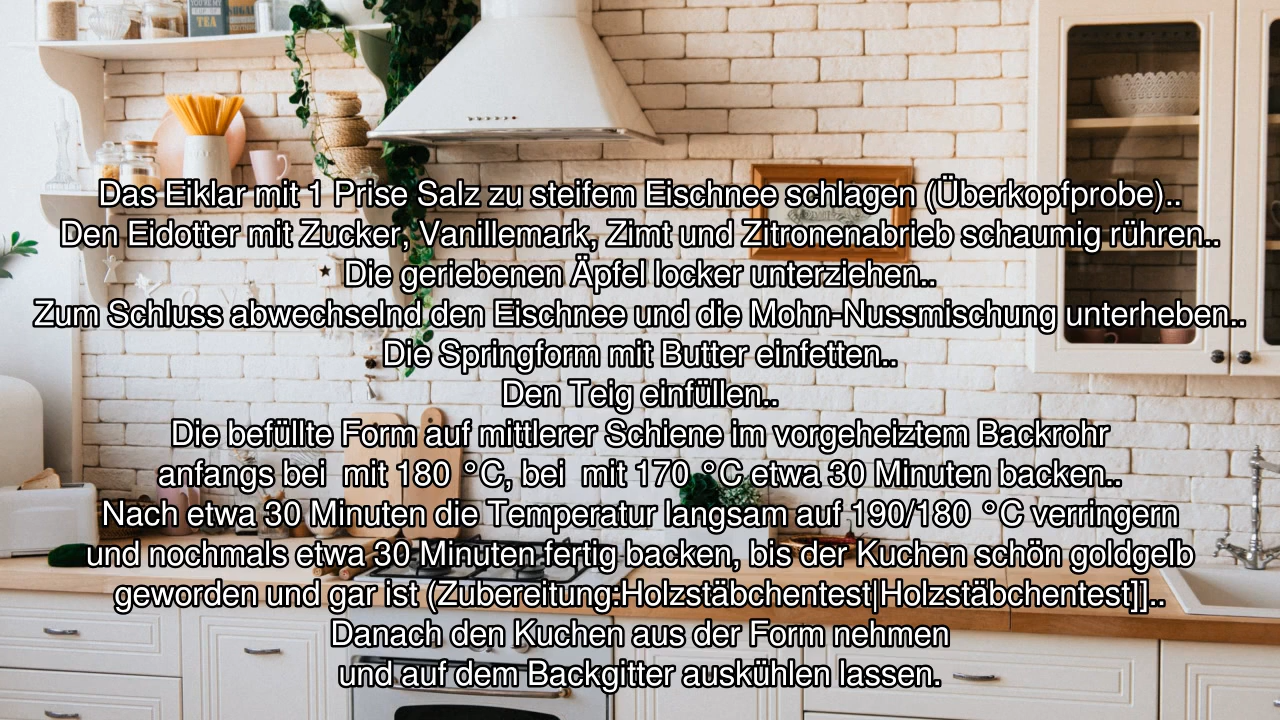 TEA
Das Eiklar mit 1 Prise Salz zu steifem Eischnee schlagen (Überkopfprobe)..
Den Eidotter mit Zucker, Vanillemark, Zimt und Zitronenabrieb schaumig rühren..
Die geriebenen Äpfel locker unterziehen..
Zum Schluss abwechselnd den Eischnee und die Mohn-Nussmischung unterheben..
Die Springform mit Butter einfetten..
Den Teig einfüllen..
Die befüllte Form auf mittlerer Schiene im vorgeheiztem Backrohr
anfangs bei  mit 180 °C, bei  mit 170 °C etwa 30 Minuten backen..
Nach etwa 30 Minuten die Temperatur langsam auf 190/180 °C verringern
und nochmals etwa 30 Minuten fertig backen, bis der Kuchen schön goldgelb
geworden und gar ist (Zubereitung:Holzstäbchentest|Holzstäbchentest]]..
Danach den Kuchen aus der Form nehmen
und auf dem Backgitter auskühlen lassen.